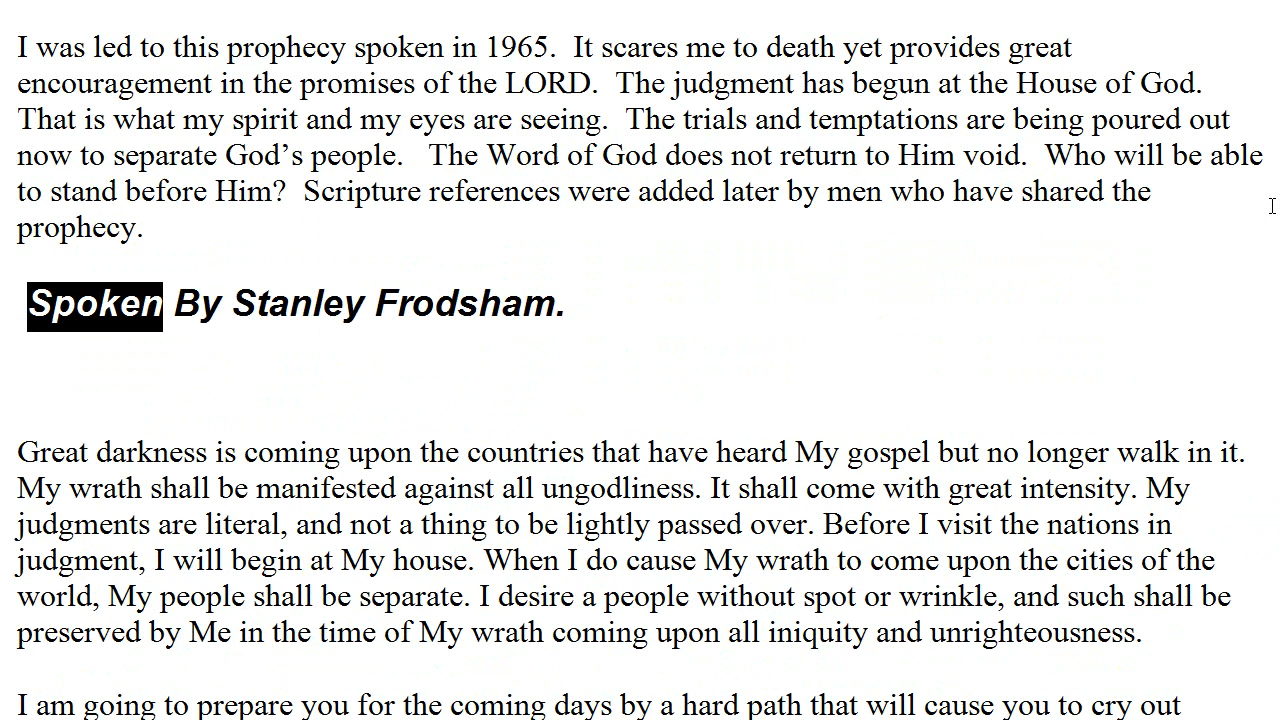 I was led to this prophecy spoken in 1965.  It scares me to death yet provides great
encouragement in the promises of the LORD.  The judgment has begun at the House of God.
That is what my spirit and my eyes are seeing.  The trials and temptations are being poured out
now to separate God’s people.   The Word of God does not return to Him void.  Who will be able
to stand before Him?  Scripture references were added later by men who have shared the
prophecy.
Spoken By Stanley Frodsham.
Great darkness is coming upon the countries that have heard My gospel but no longer walk in it.
My wrath shall be manifested against all ungodliness. It shall come with great intensity. My
judgments are literal, and not a thing to be lightly passed over. Before I visit the nations in
judgment, I will begin at My house. When I do cause My wrath to come upon the cities of the
world, My people shall be separate. I desire a people without spot or wrinkle, and such shall be
preserved by Me in the time of My wrath coming upon all iniquity and unrighteousness.
I am going to prepare you for the coming days by a hard path that will cause you to cry out